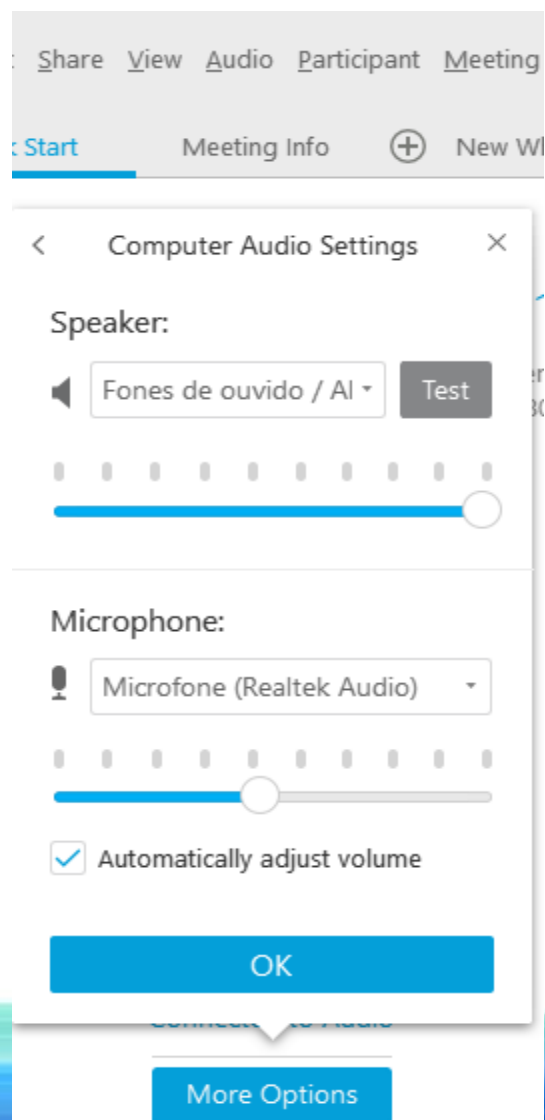 Share View Audio Participant Meeting
Start Meeting Info New
Computer Audio Settings
Speaker:
Fones de ouvido / Al Test
Microphone:
Microfone (Realtek Audio)
Automatically adjust volume
OK
More Options